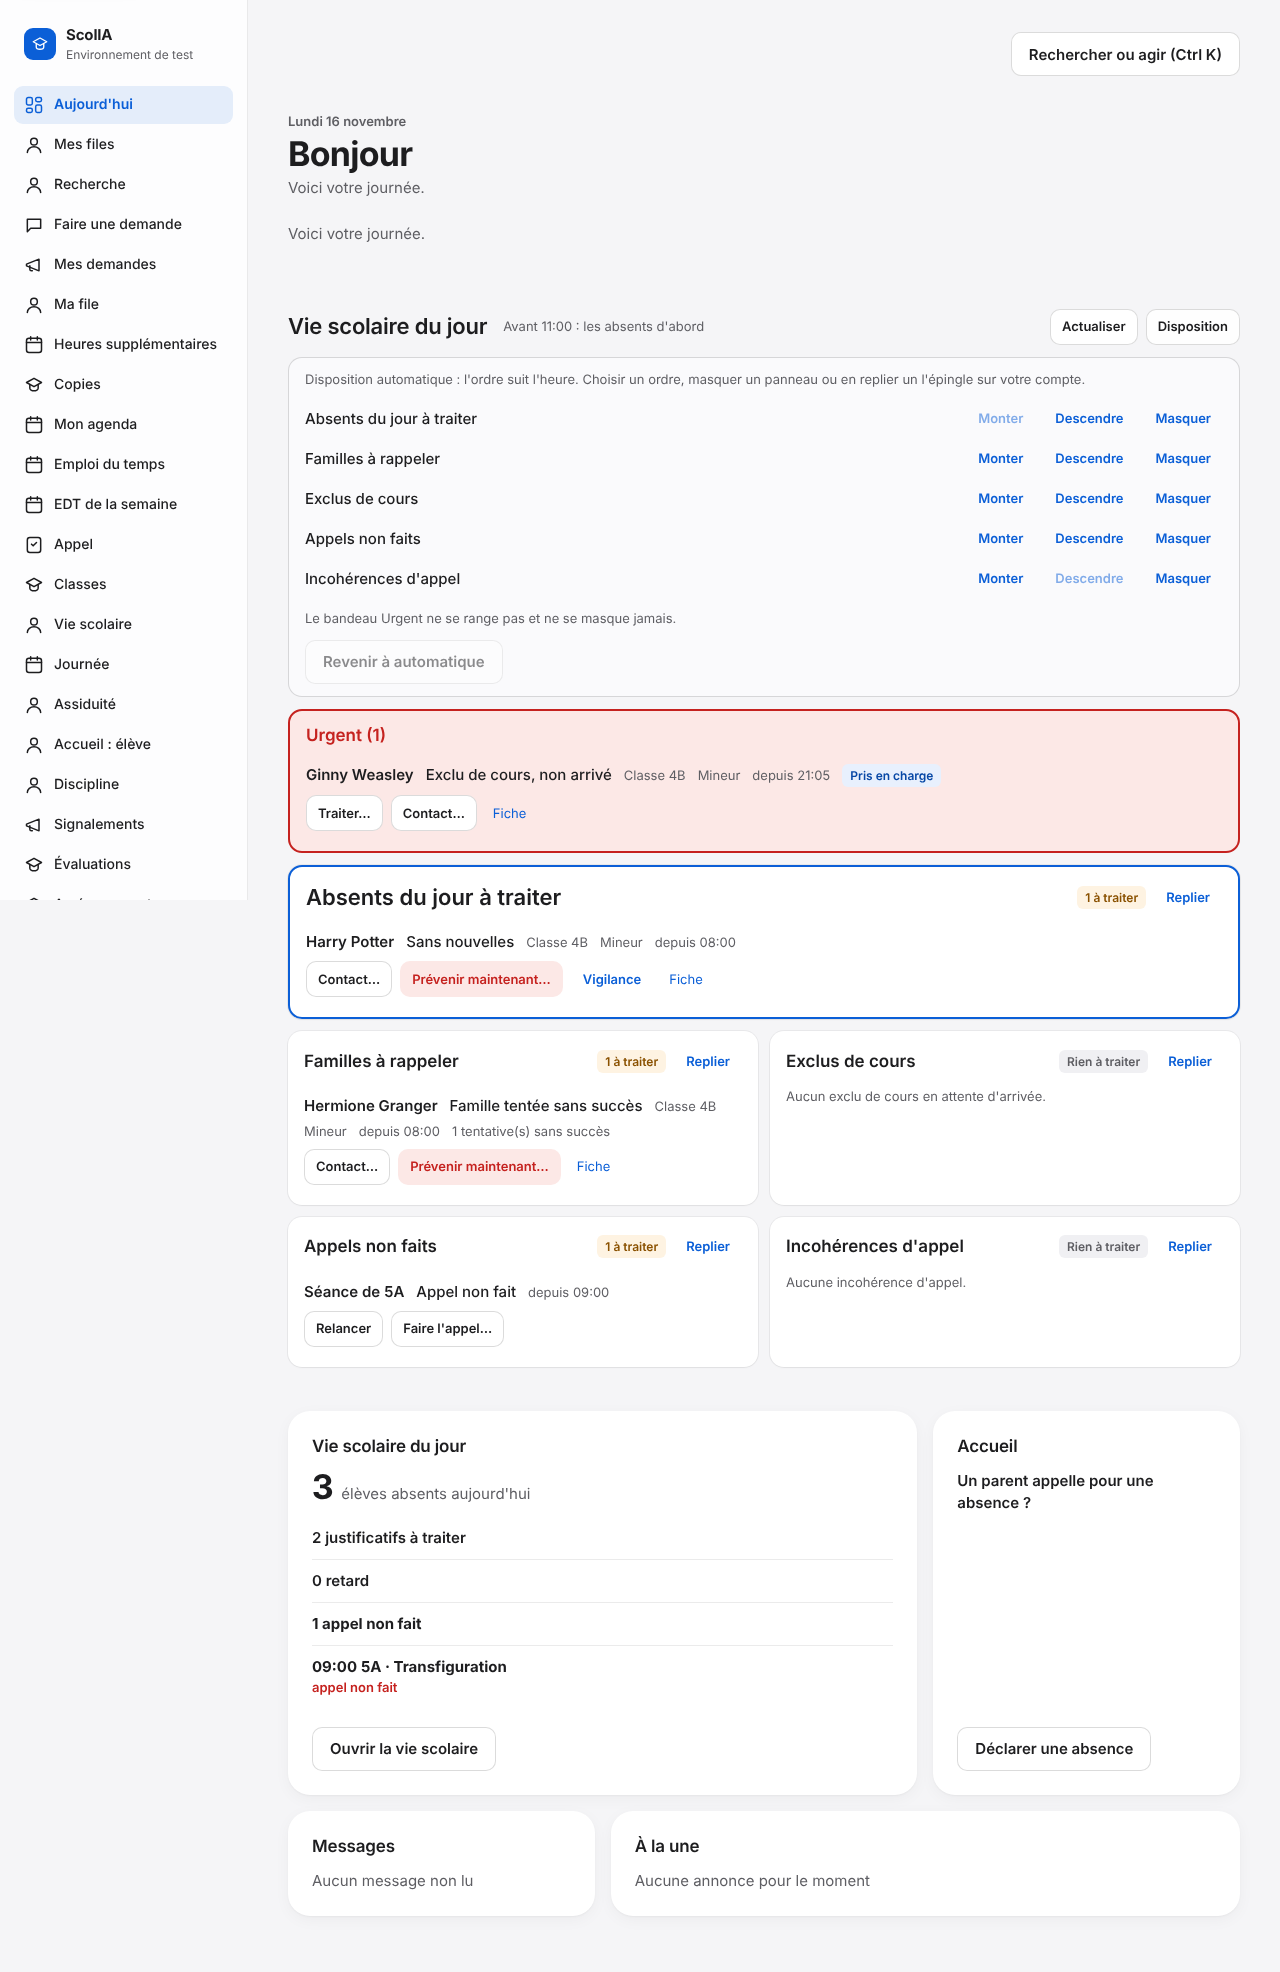 ScolIA
Environnement de test
Aujourd'hui
Mes files
Recherche
Faire une demande
Mes demandes
Ma file
Heures supplémentaires
Copies
Mon agenda
Emploi du temps
EDT de la semaine
Appel
Classes
Vie scolaire
Journée
Assiduité
Accueil : élève
Discipline
Signalements
Évaluations
Rechercher ou agir (Ctrl K)
Lundi 16 novembre
Bonjour
Voici votre journée.
Voici votre journée.
Vie scolaire du jour Avant 11:00 : les absents d'abord Actualiser Disposition
Disposition automatique : l'ordre suit l'heure. Choisir un ordre, masquer un panneau ou en replier un l'épingle sur votre compte.
Absents du jour à traiter Monter Descendre Masquer
Familles à rappeler Monter Descendre Masquer
Exclus de cours Monter Descendre Masquer
Appels non faits Monter Descendre Masquer
Incohérences d'appel Monter Descendre Masquer
Le bandeau Urgent ne se range pas et ne se masque jamais.
Revenir à automatique
Urgent (1)
Ginny Weasley Exclu de cours, non arrivé Classe 4B Mineur depuis 21:05 Pris en charge
Traiter... Contact... Fiche
Absents du jour à traiter 1 à traiter Replier
Harry Potter Sans nouvelles Classe 4B Mineur depuis 08:00
Contact... Prévenir maintenant... Vigilance Fiche
Familles à rappeler 1 à traiter Replier
Hermione Granger Famille tentée sans succès Classe 4B
Mineur depuis 08:00 1 tentative(s) sans succès
Contact... Prévenir maintenant... Fiche
Exclus de cours Rien à traiter Replier
Aucun exclu de cours en attente d'arrivée.
Appels non faits 1 à traiter Replier
Séance de 5A Appel non fait depuis 09:00
Relancer Faire l'appel...
Incohérences d'appel Rien à traiter Replier
Aucune incohérence d'appel.
Vie scolaire du jour
3 élèves absents aujourd'hui
2 justificatifs à traiter
0 retard
1 appel non fait
09:00 5A · Transfiguration
appel non fait
Ouvrir la vie scolaire
Accueil
Un parent appelle pour une
absence ?
Déclarer une absence
Messages
Aucun message non lu
À la une
Aucune annonce pour le moment